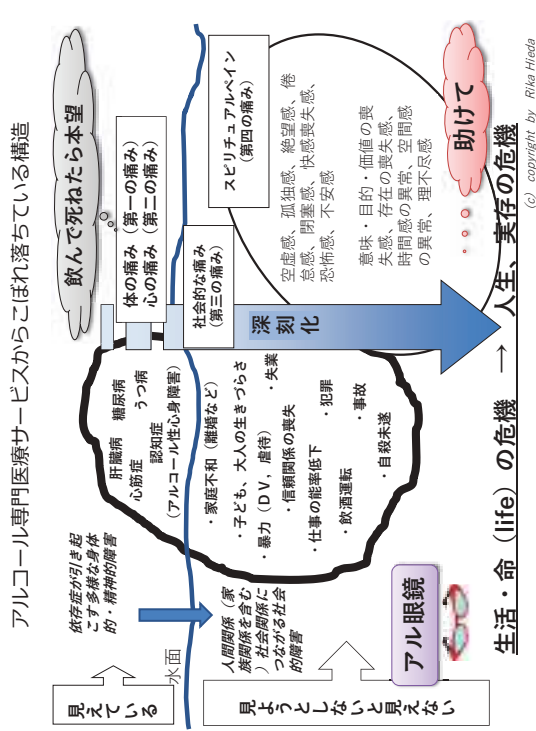 アルコール専門医療サービスからこぼれ落ちている構造
飲んで死ねたら本望
見えている
依存症が引き起
こす多様な身体
的・精神的障害
肝臓病　糖尿病
心筋症　うつ病
認知症
（アルコール性心身障害）
体の痛み（第一の痛み）
心の痛み（第二の痛み）
水面
見ようとしないと見えない
人間関係（家
族関係を含む
）社会関係に
つながる社会
的障害
・家庭不和（離婚など）
・子ども、大人の生きづらさ
・暴力（ＤＶ，虐待）　・失業
・信頼関係の喪失
・仕事の能率低下　・犯罪
・飲酒運転　・事故
・自殺未遂
社会的な痛み
（第三の痛み）
深刻化
スピリチュアルペイン
（第四の痛み）
空虚感、孤独感、絶望感、倦
怠感、閉塞感、快感喪失感、
恐怖感、不安感
意味・目的・価値の喪
失感、存在の喪失感、
時間感の異常、空間感
の異常、理不尽感
アル眼鏡
助けて
生活・命（life）の危機　→　人生、実存の危機
(c) copyright by Rika Hieda